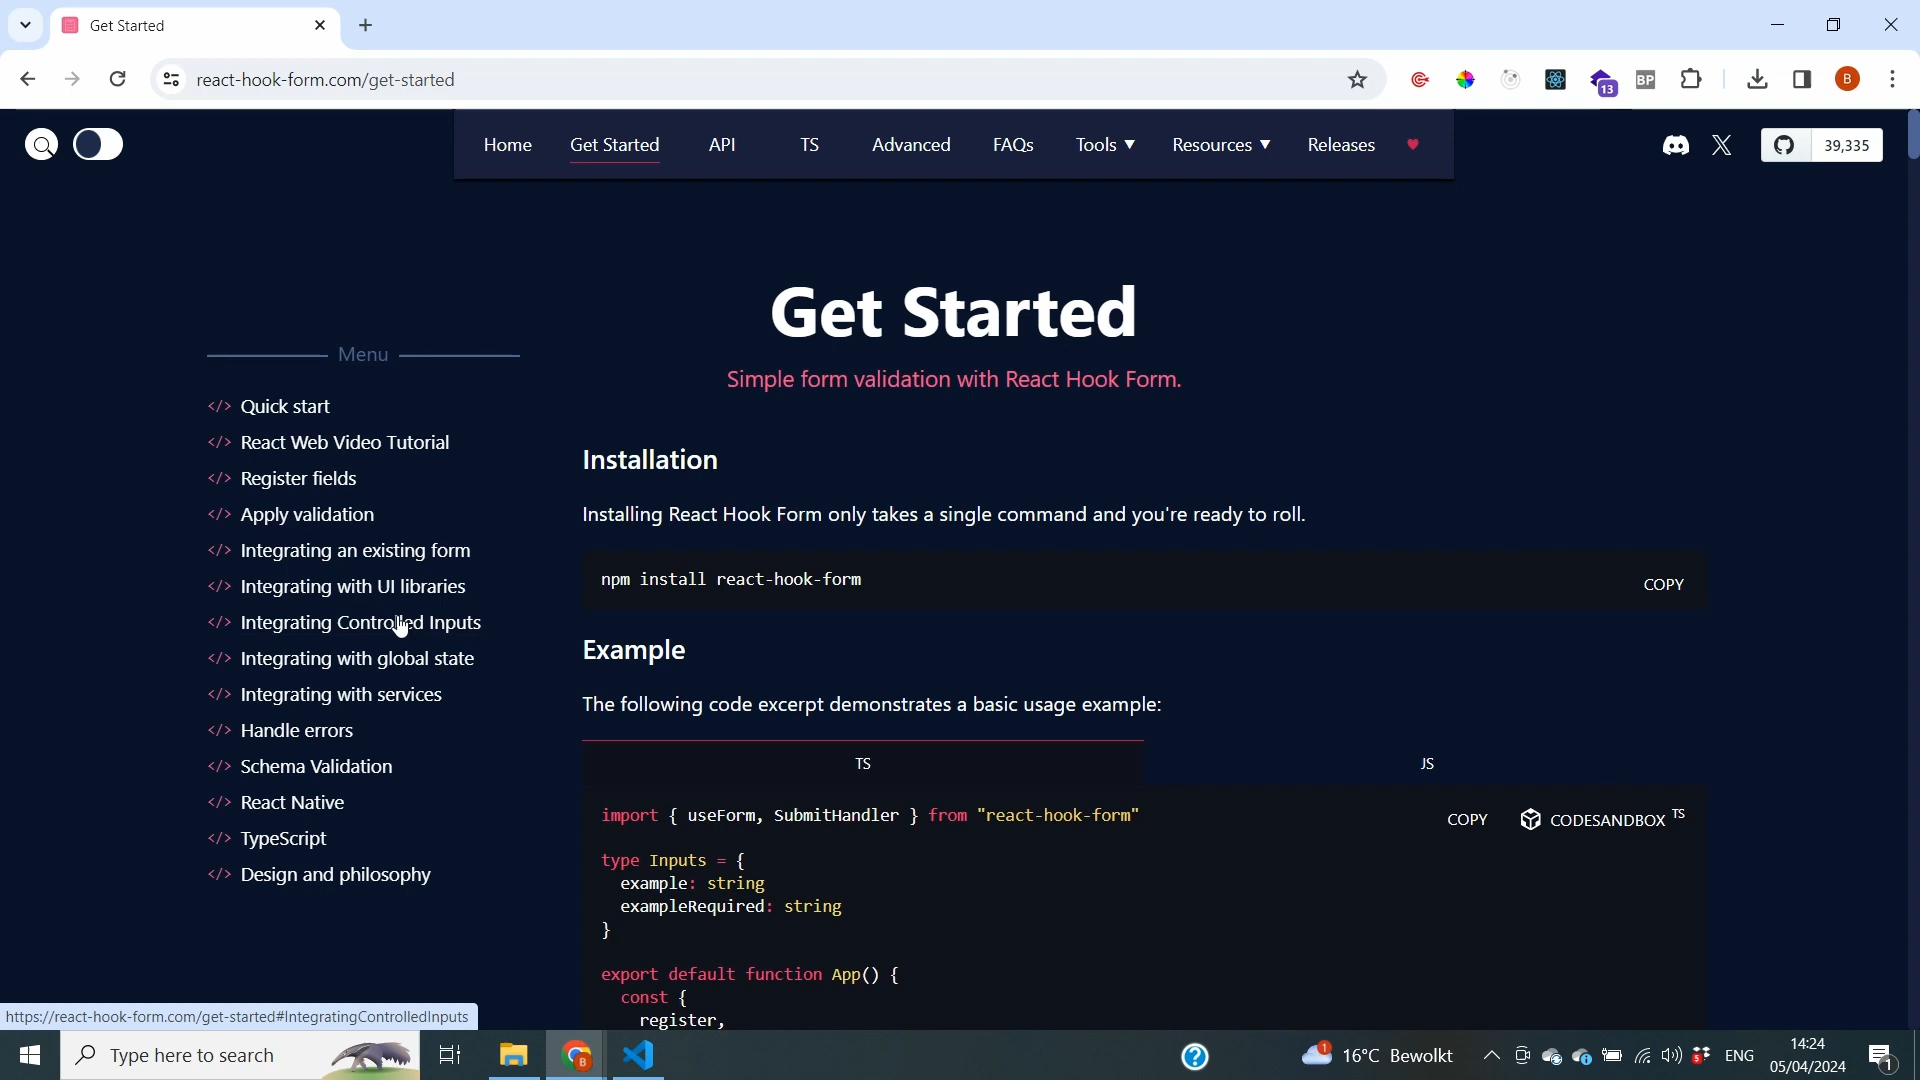 Get Started
react-hook-form.com/get-started
BP
13
B
Home
Get Started
API
TS
Advanced
FAQs
Tools ▼
Resources ▼
Releases
39,335
Get Started
Simple form validation with React Hook Form.
Menu
</> Quick start
</> React Web Video Tutorial
</> Register fields
</> Apply validation
</> Integrating an existing form
</> Integrating with UI libraries
</> Integrating Controlled Inputs
</> Integrating with global state
</> Integrating with services
</> Handle errors
</> Schema Validation
</> React Native
</> TypeScript
</> Design and philosophy
Installation
Installing React Hook Form only takes a single command and you're ready to roll.
npm install react-hook-form
COPY
Example
The following code excerpt demonstrates a basic usage example:
TS
JS
import { useForm, SubmitHandler } from "react-hook-form"
COPY
CODESANDBOX TS
type Inputs = {
example: string
exampleRequired: string
}
export default function App() {
const {
register,
https://react-hook-form.com/get-started#IntegratingControlledInputs
Type here to search
B
1
16°C Bewolkt
5
ENG
14:24
05/04/2024
1